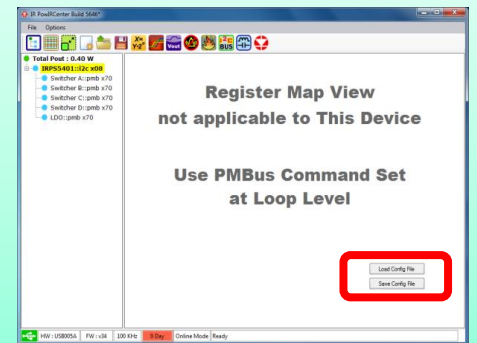 IR PowIRCenter Build 5646*
File Options
Vout
I2C
BUS
Total Pout : 0.40 W
IRPS5401::i2c x08
Switcher A::pmb x70
Switcher B::pmb x70
Switcher C::pmb x70
Switcher D::pmb x70
LDO::pmb x70
Register Map View
not applicable to This Device
Use PMBus Command Set
at Loop Level
Load Config File
Save Config File
HW : USB005A FW : v34 100 KHz Online Mode Ready